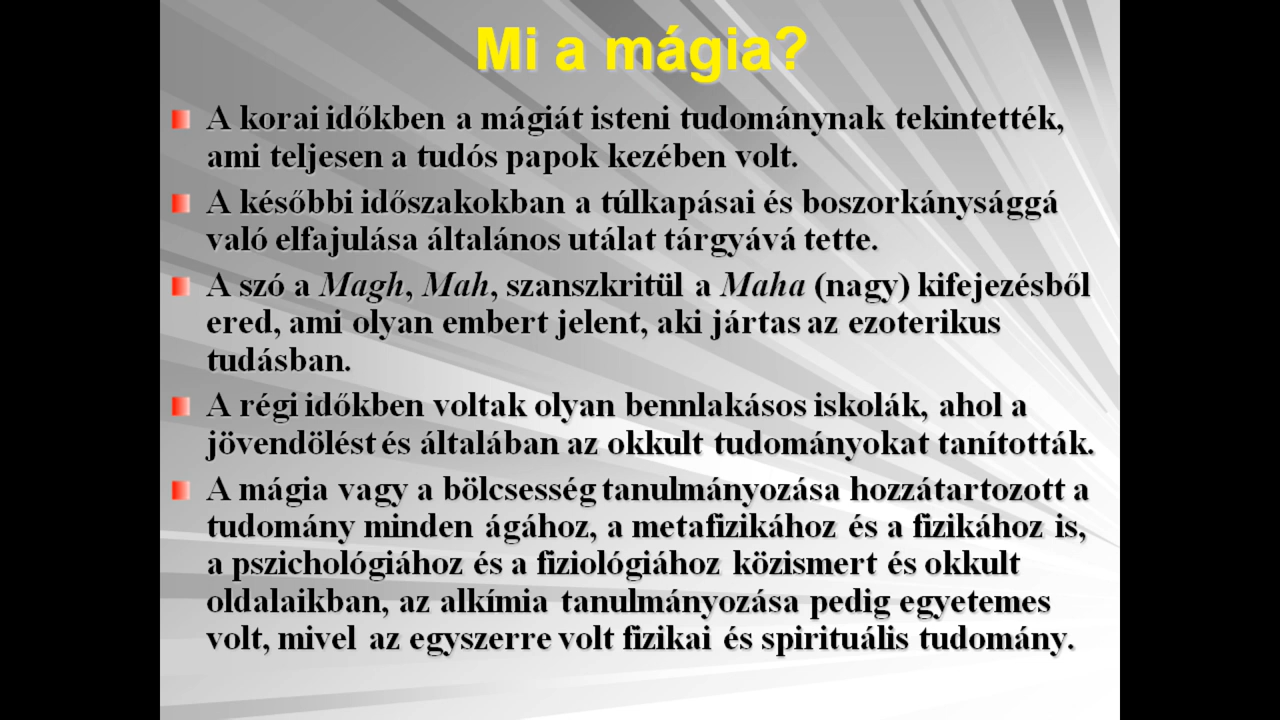 Mi a mágia?
A korai időkben a mágiát isteni tudománynak tekintették,
ami teljesen a tudós papok kezében volt.
A későbbi időszakokban a túlkapásai és boszorkánysággá
való elfajulása általános utálat tárgyává tette.
A szó a Magh, Mah, szanszkritül a Maha (nagy) kifejezésből
ered, ami olyan embert jelent, aki jártas az ezoterikus
tudásban.
A régi időkben voltak olyan bennlakásos iskolák, ahol a
jövendölést és általában az okkult tudományokat tanították.
A mágia vagy a bölcsesség tanulmányozása hozzátartozott a
tudomány minden ágához, a metafizikához és a fizikához is,
a pszichológiához és a fiziológiához közismert és okkult
oldalaikban, az alkímia tanulmányozása pedig egyetemes
volt, mivel az egyszerre volt fizikai és spirituális tudomány.